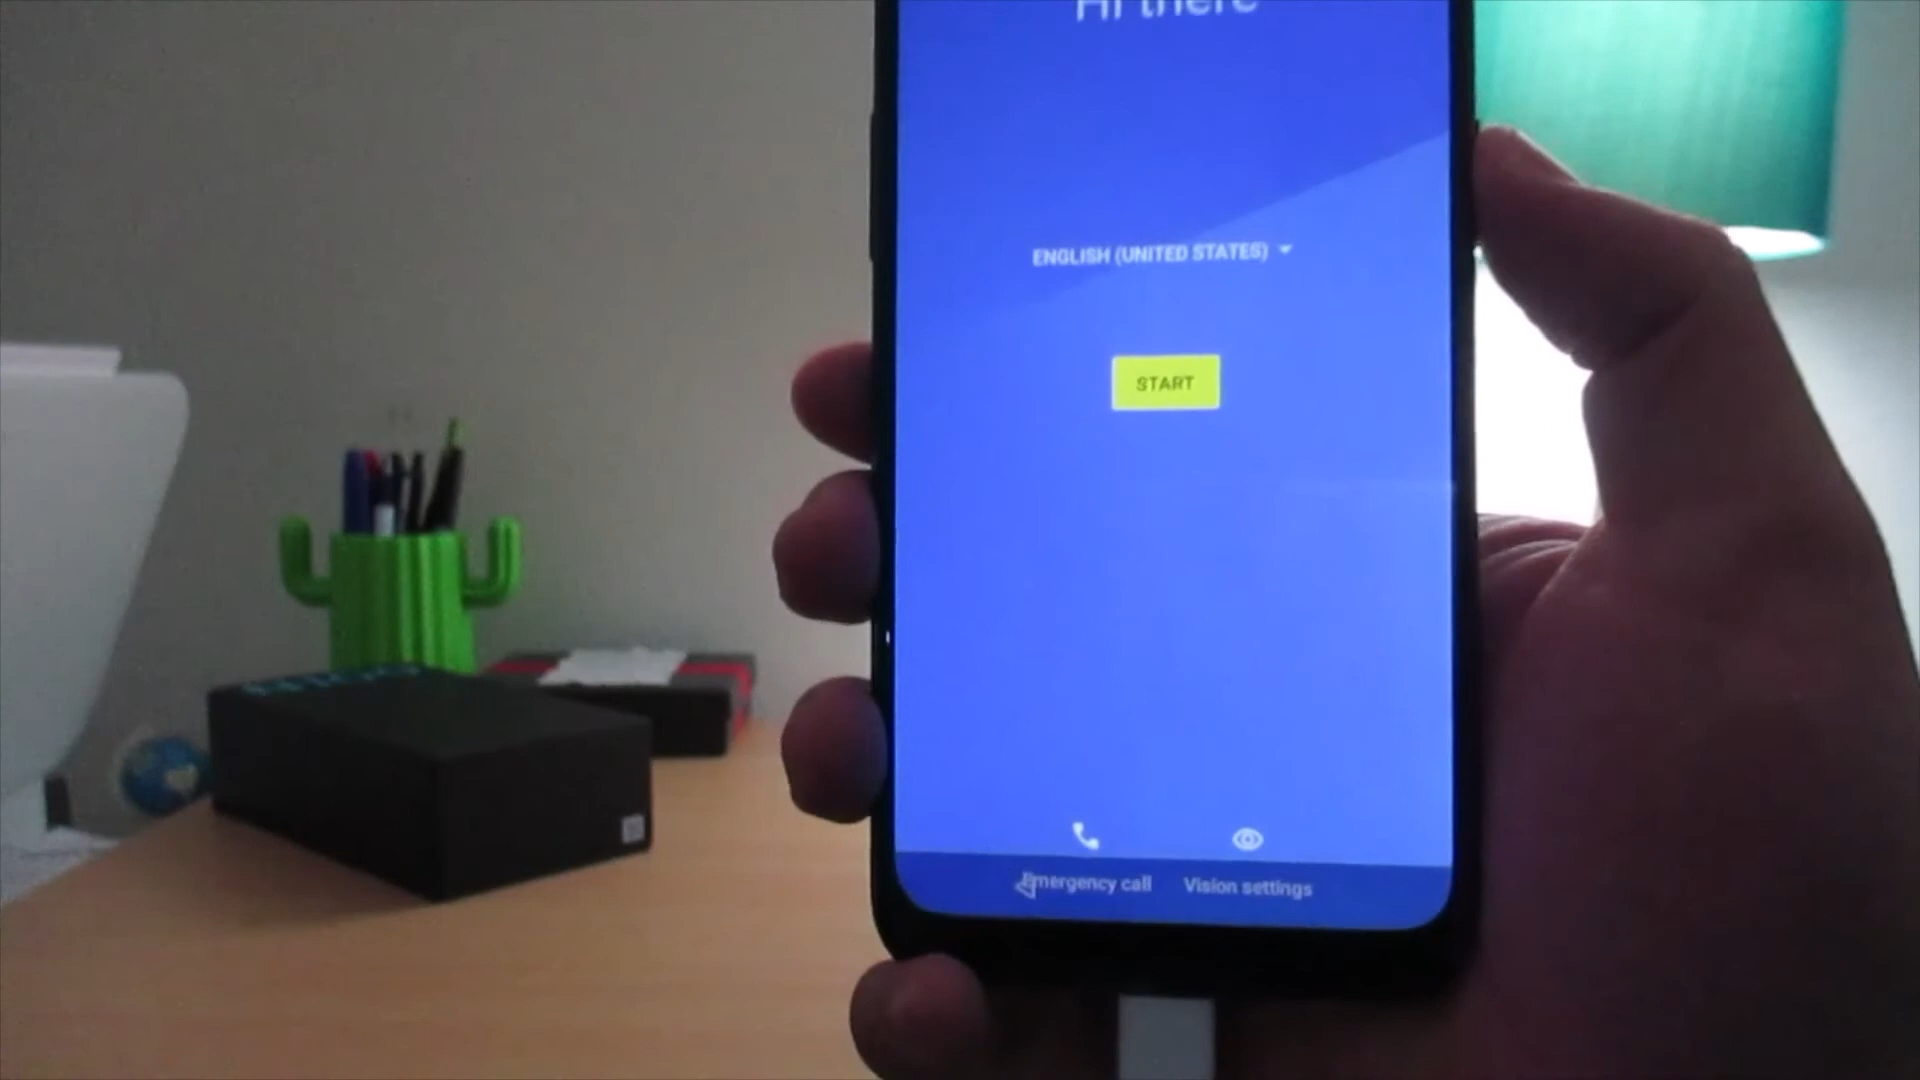 Hi there
ENGLISH (UNITED STATES)
START
Emergency call
Vision settings